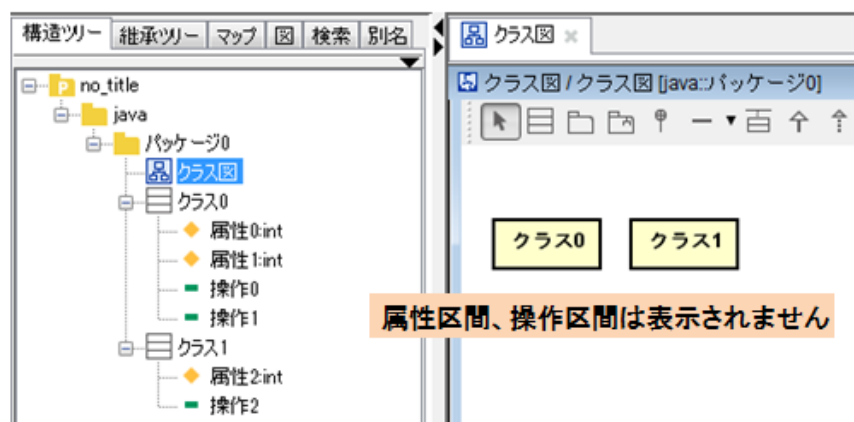 構造ツリー 継承ツリー マップ 図 検索 別名
no_title
java
パッケージ0
クラス図
クラス0
属性0:int
属性1:int
操作0
操作1
クラス1
属性2:int
操作2
クラス図
クラス図 / クラス図 [java::パッケージ0]
クラス0 クラス1
属性区間、操作区間は表示されません